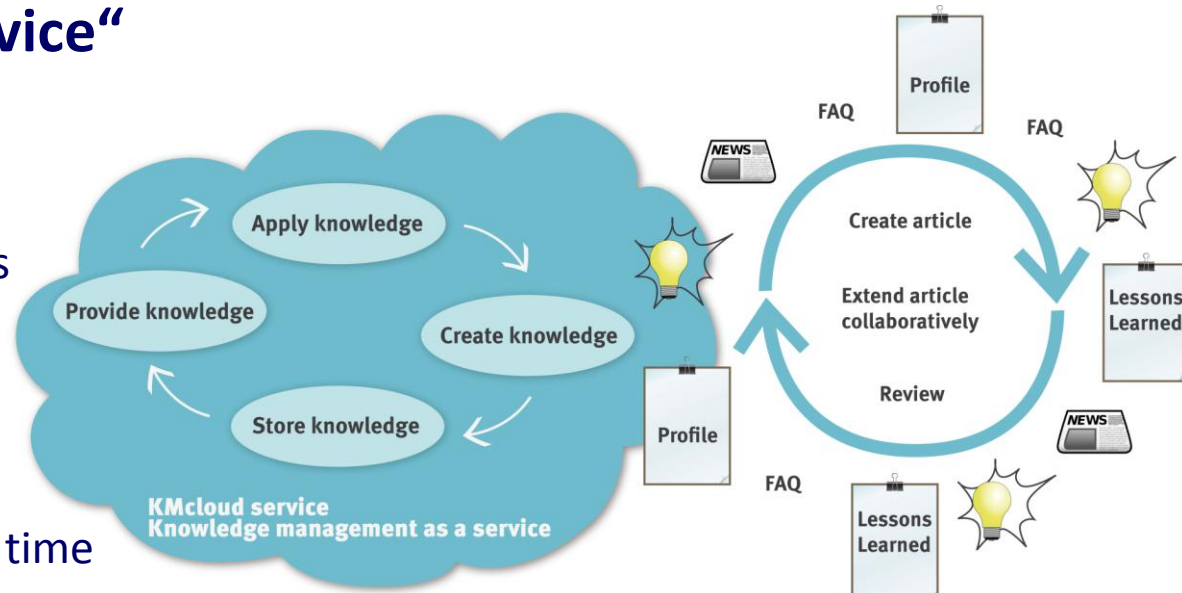 vice“
s
time
Apply knowledge
Provide knowledge
Create knowledge
Store knowledge
KMcloud service
Knowledge management as a service
Profile
FAQ
FAQ
NEWS
Create article
Extend article
collaboratively
Review
Lessons
Learned
NEWS
Profile
FAQ
Lessons
Learned